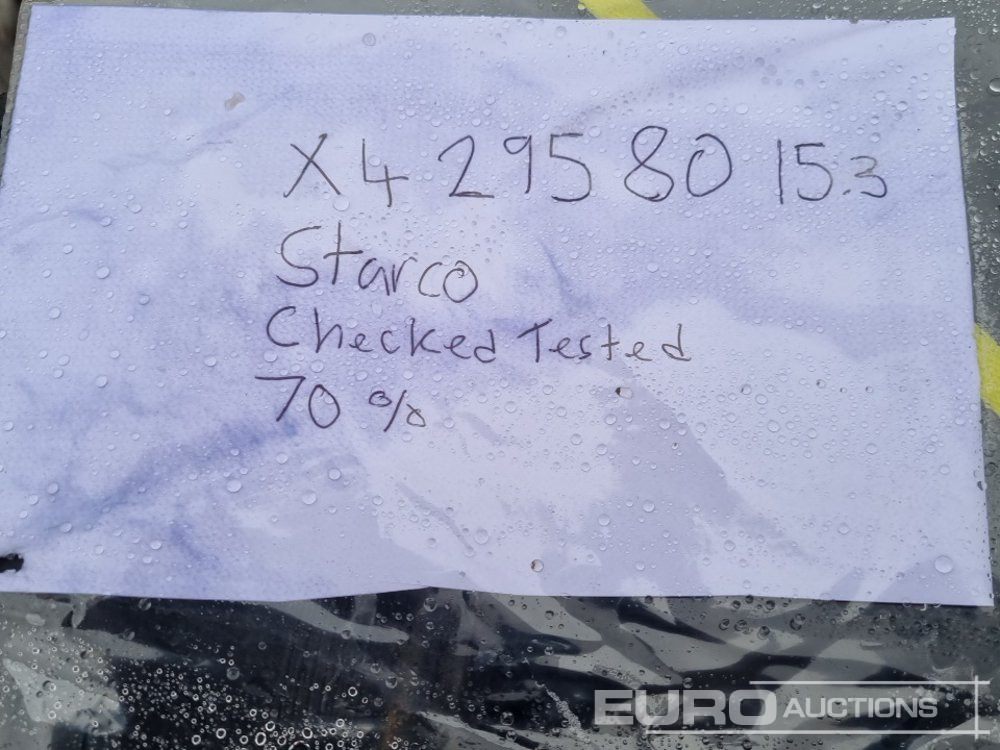 X4 295 80 15.3
Starco
Checked Tested
70 %
EURO AUCTIONS